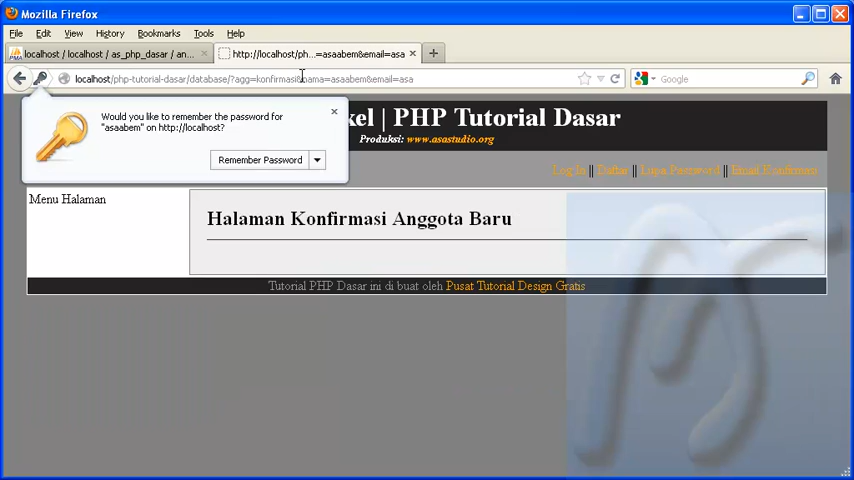 Mozilla Firefox
File Edit View History Bookmarks Tools Help
localhost / localhost / as_php_dasar / an...
http://localhost/ph...=asaabem&email=asa
localhost/php-tutorial-dasar/database/?agg=konfirmasi&nama=asaabem&email=asa
Google
Would you like to remember the password for
"asaabem" on http://localhost?
Remember Password
kel | PHP Tutorial Dasar
Produksi: www.asastudio.org
Log In || Daftar || Lupa Password || Email Konfirmasi
Menu Halaman
Halaman Konfirmasi Anggota Baru
Tutorial PHP Dasar ini di buat oleh Pusat Tutorial Design Gratis